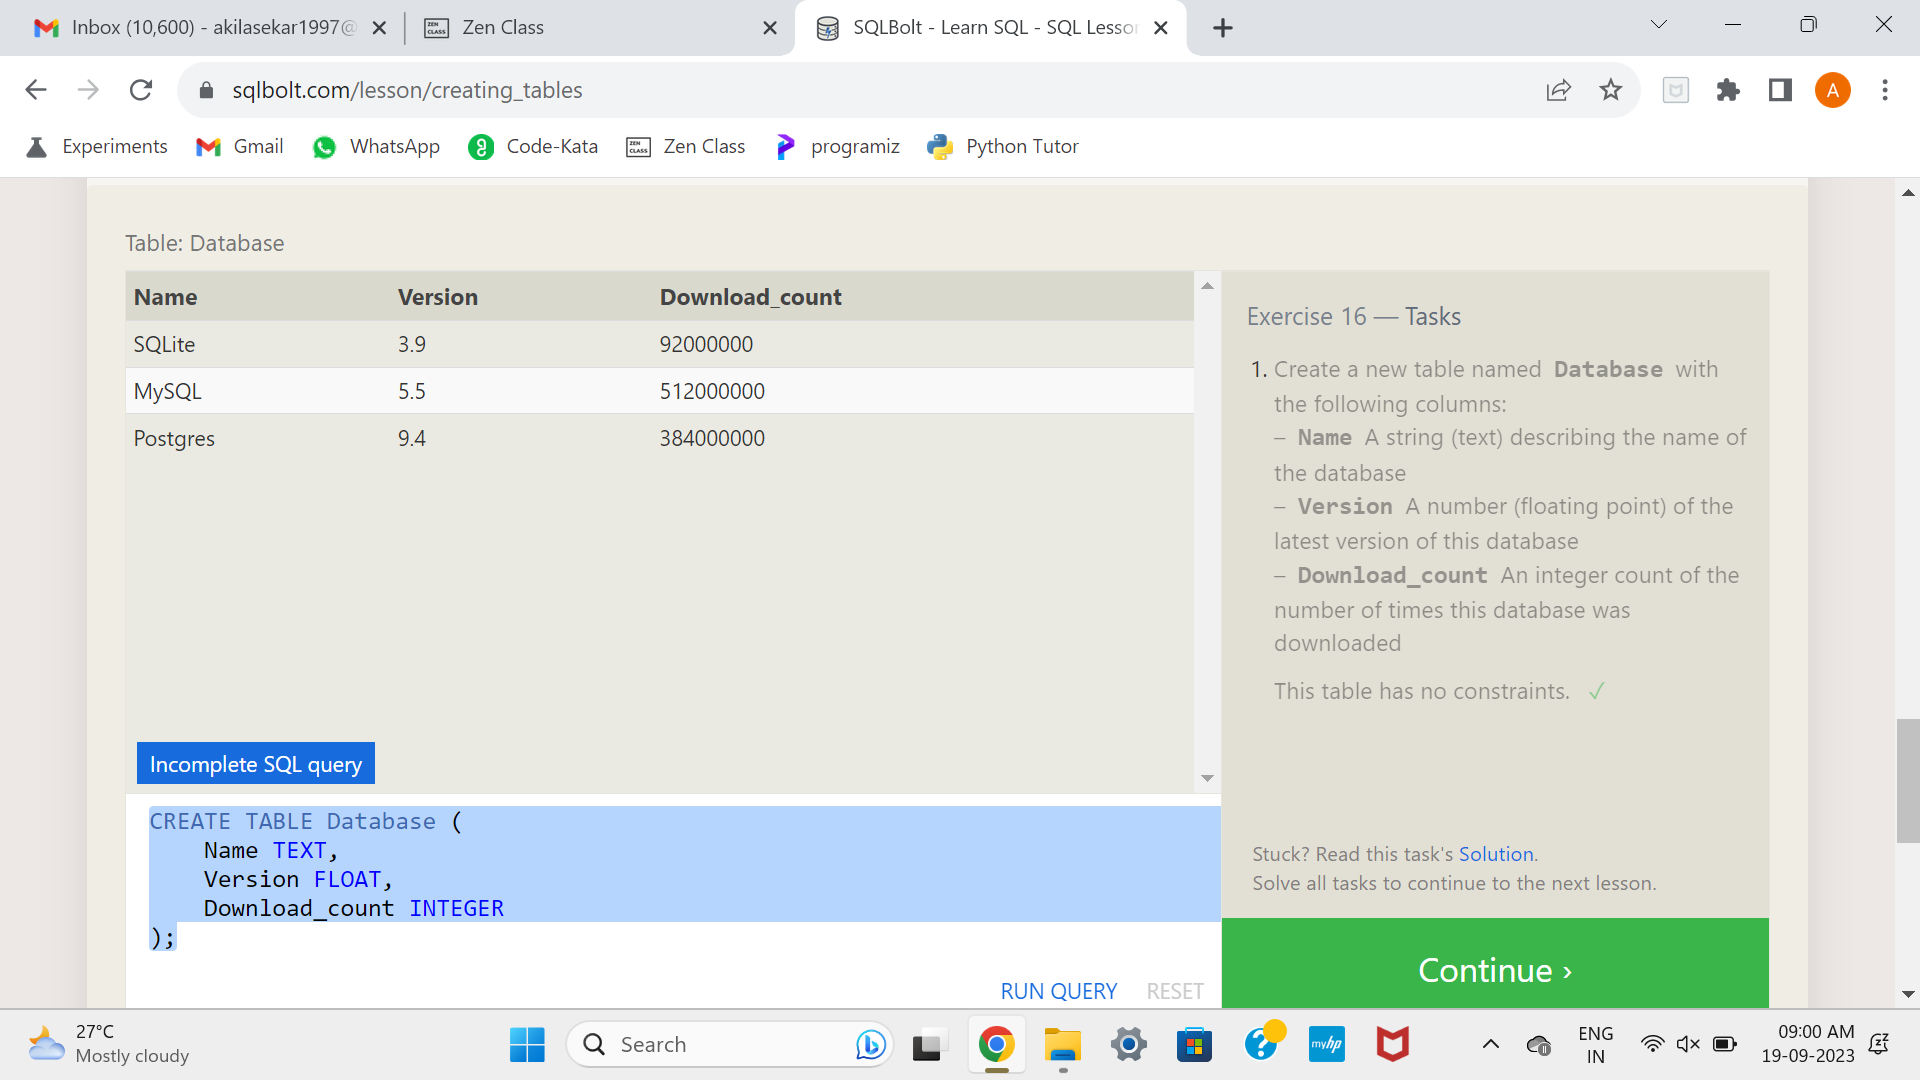 Inbox (10,600) - akilasekar1997@
Zen Class
SQLBolt - Learn SQL - SQL Lesson
sqlbolt.com/lesson/creating_tables
A
Experiments
Gmail
WhatsApp
Code-Kata
ZEN CLASS
Zen Class
programiz
Python Tutor
Table: Database
Name Version Download_count
SQLite 3.9 92000000
MySQL 5.5 512000000
Postgres 9.4 384000000
Incomplete SQL query
CREATE TABLE Database (
Name TEXT,
Version FLOAT,
Download_count INTEGER
);
RUN QUERY RESET
Exercise 16 — Tasks
1. Create a new table named Database with
the following columns:
– Name A string (text) describing the name of
the database
– Version A number (floating point) of the
latest version of this database
– Download_count An integer count of the
number of times this database was
downloaded
This table has no constraints. ✓
Stuck? Read this task's Solution.
Solve all tasks to continue to the next lesson.
Continue ›
27°C
Mostly cloudy
Search
myhp
ENG
IN
09:00 AM
19-09-2023